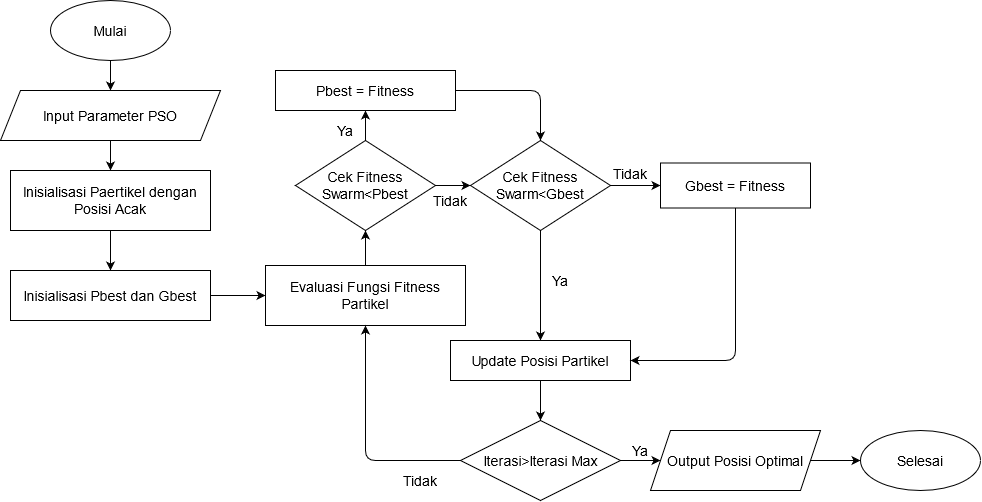 Mulai
Input Parameter PSO
Inisialisasi Paertikel dengan
Posisi Acak
Inisialisasi Pbest dan Gbest
Evaluasi Fungsi Fitness
Partikel
Pbest = Fitness
Ya
Cek Fitness
Swarm<Pbest
Tidak
Cek Fitness
Swarm<Gbest
Tidak
Gbest = Fitness
Ya
Update Posisi Partikel
Iterasi>Iterasi Max
Tidak
Ya
Output Posisi Optimal
Selesai